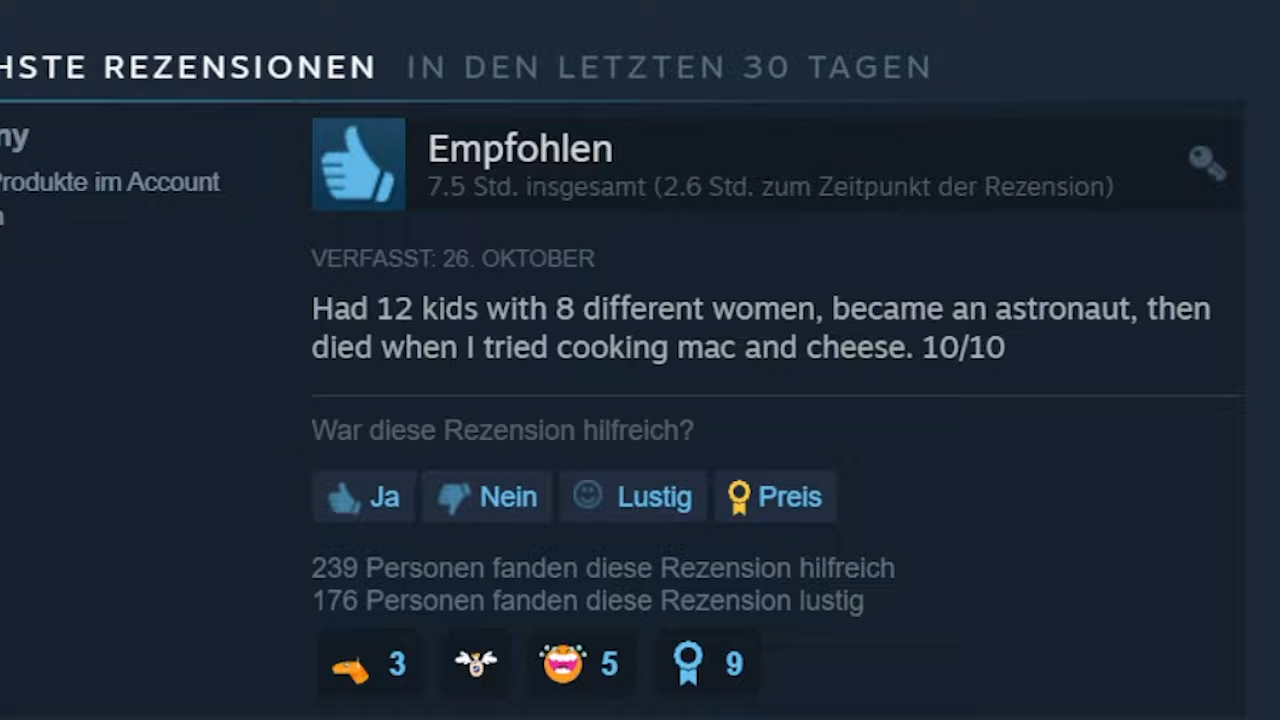 HSTE REZENSIONEN IN DEN LETZTEN 30 TAGEN
ny
Produkte im Account
n
Empfohlen
7.5 Std. insgesamt (2.6 Std. zum Zeitpunkt der Rezension)
VERFASST: 26. OKTOBER
Had 12 kids with 8 different women, became an astronaut, then
died when I tried cooking mac and cheese. 10/10
War diese Rezension hilfreich?
Ja Nein Lustig Preis
239 Personen fanden diese Rezension hilfreich
176 Personen fanden diese Rezension lustig
3 5 9